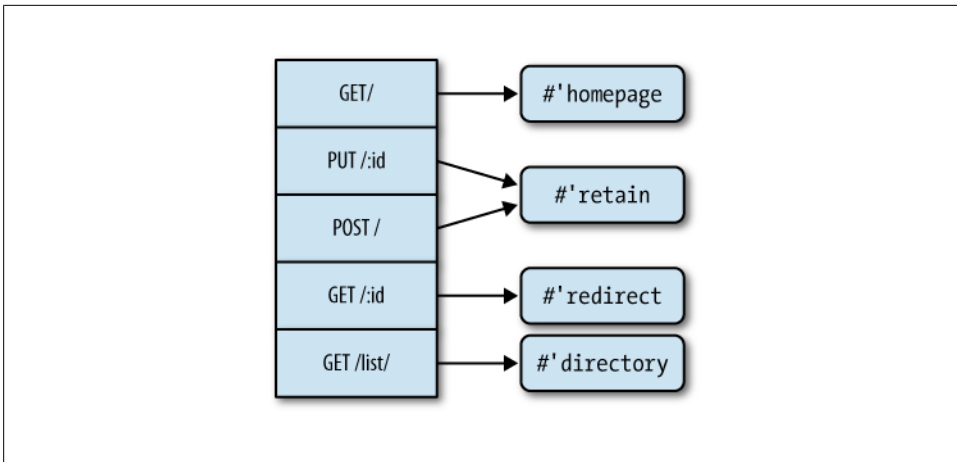 GET/
#'homepage
PUT /:id
#'retain
POST /
GET /:id
#'redirect
GET /list/
#'directory